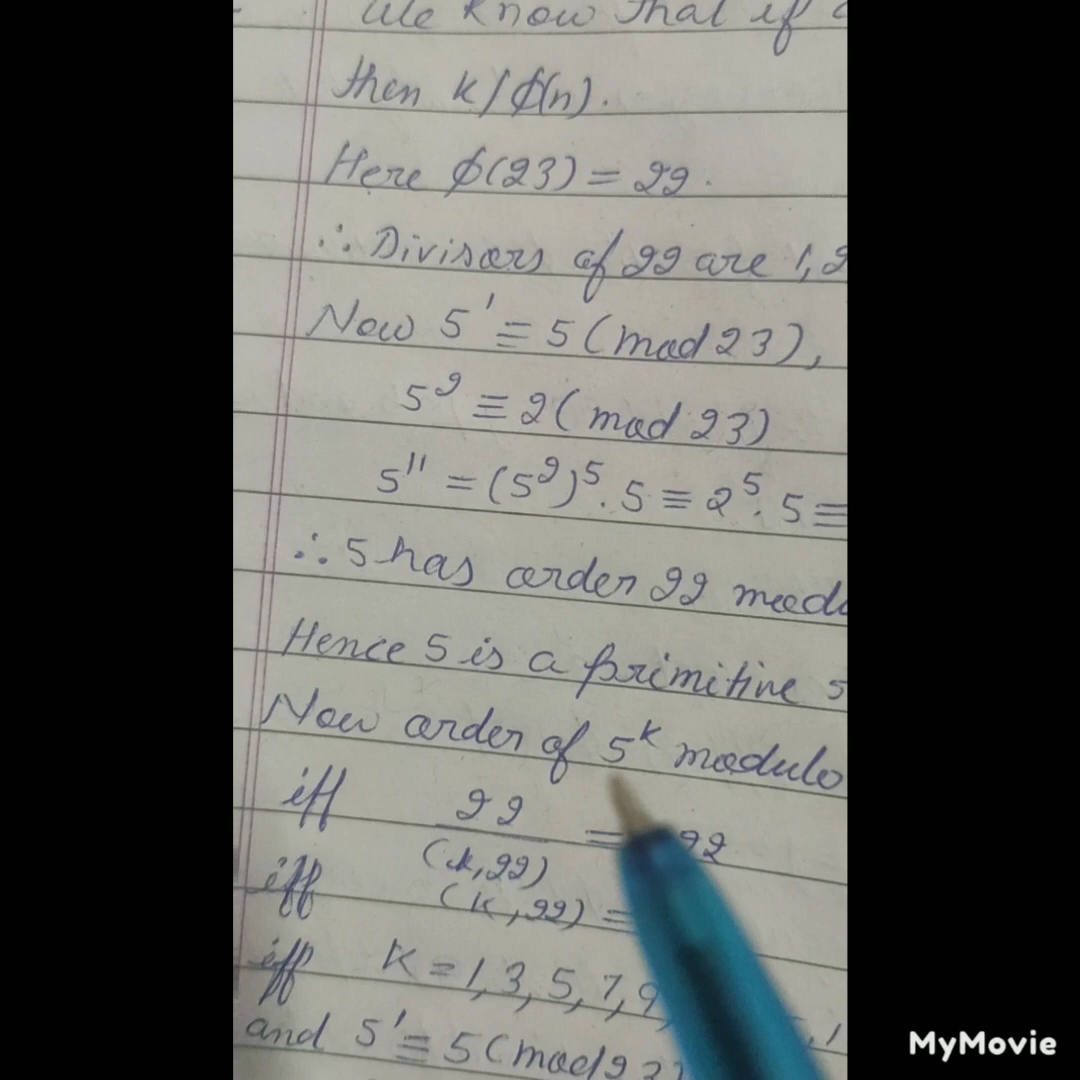 We know that if
then k/φ(n).
Here φ(23) = 22.
∴ Divisors of 22 are 1, 2
Now 5¹ ≡ 5 (mod 23),
5² ≡ 2 (mod 23)
5¹¹ = (5²)⁵. 5 ≡ 2⁵. 5 ≡
∴ 5 has order 22
Hence 5 is a primitive
Now order of 5ᵏ modulo
iff 22/(k,22) = 22
iff (k,22) =
iff K = 1, 3, 5, 7, 9
and 5¹ ≡ 5 (mod 23)
MyMovie